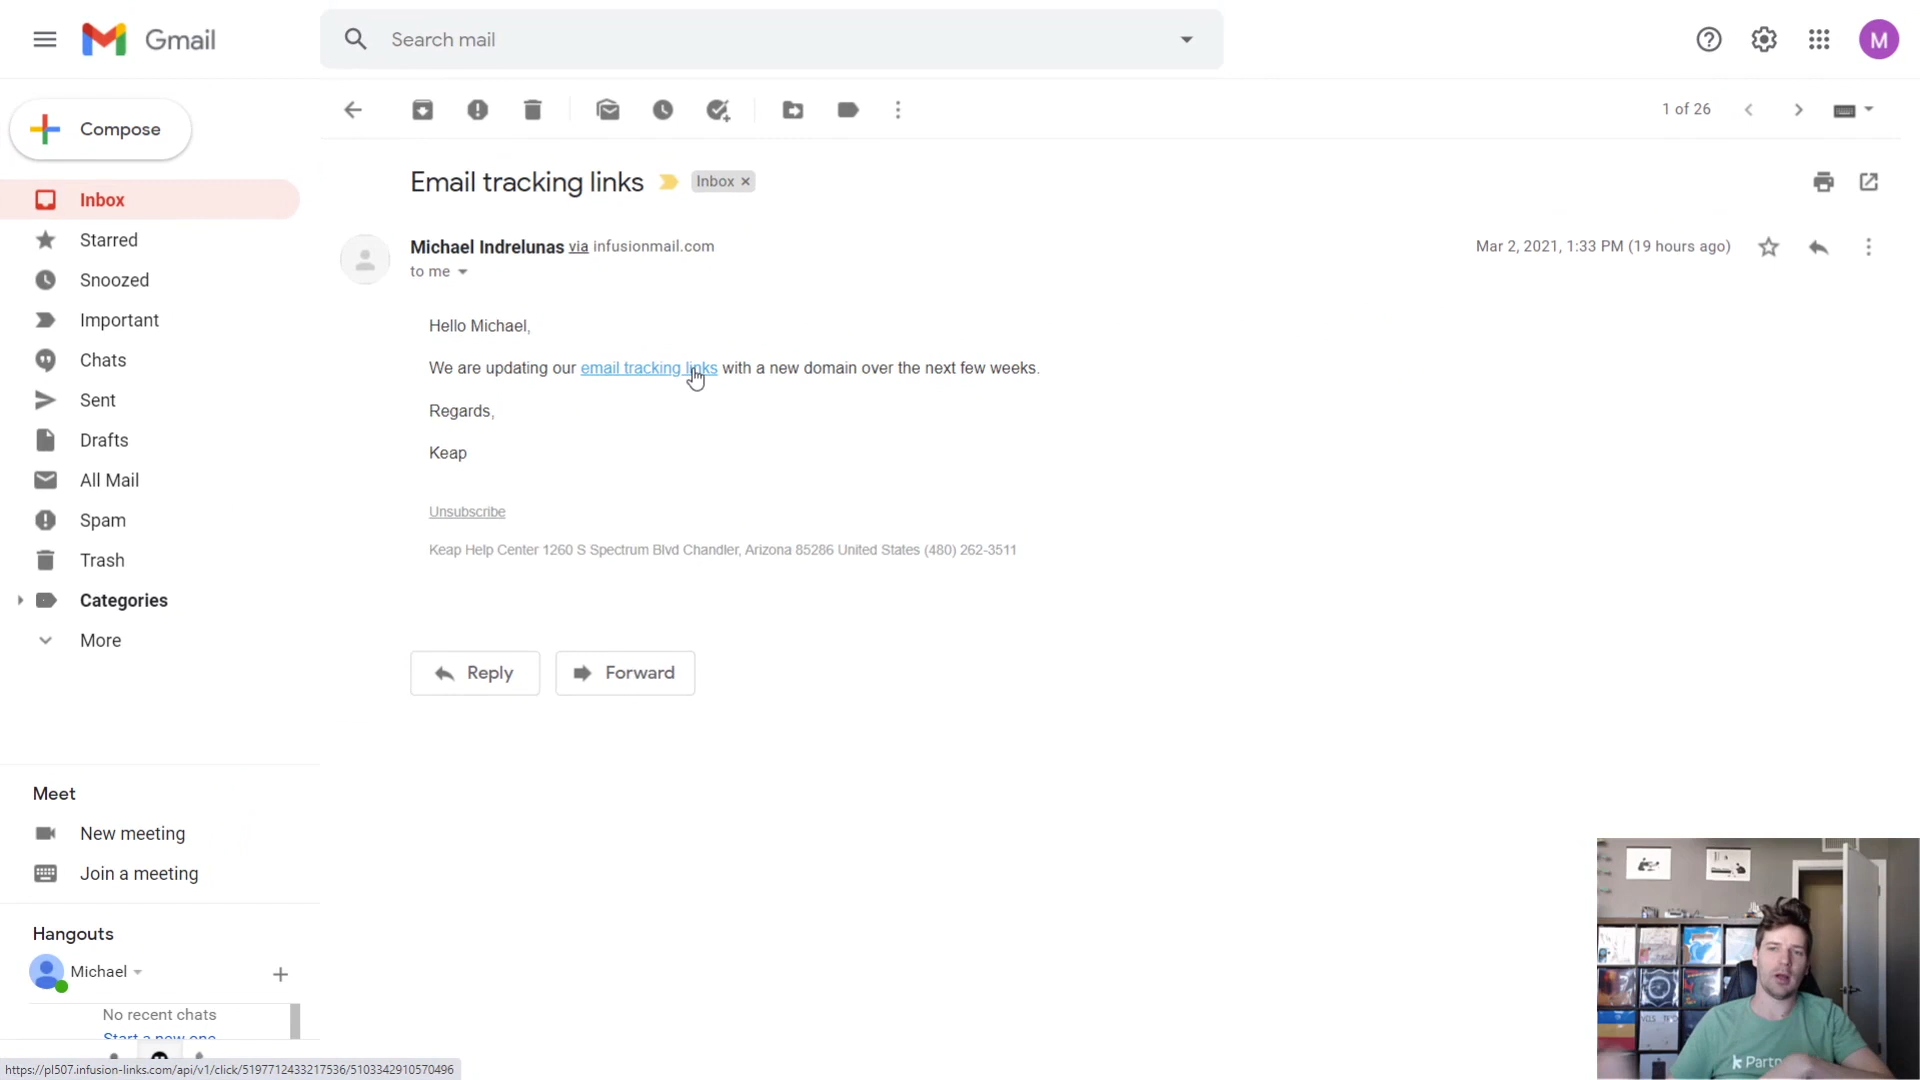 Gmail
Search mail
M
Compose
1 of 26
Inbox
Starred
Snoozed
Important
Chats
Sent
Drafts
All Mail
Spam
Trash
Categories
More
Email tracking links
Inbox ×
Michael Indrelunas via infusionmail.com
to me
Mar 2, 2021, 1:33 PM (19 hours ago)
Hello Michael,
We are updating our email tracking links with a new domain over the next few weeks.
Regards,
Keap
Unsubscribe
Keap Help Center 1260 S Spectrum Blvd Chandler, Arizona 85286 United States (480) 262-3511
Reply
Forward
Meet
New meeting
Join a meeting
Hangouts
Michael
No recent chats
Start a new one
https://pl507.infusion-links.com/api/v1/click/5197712433217536/5103342910570496